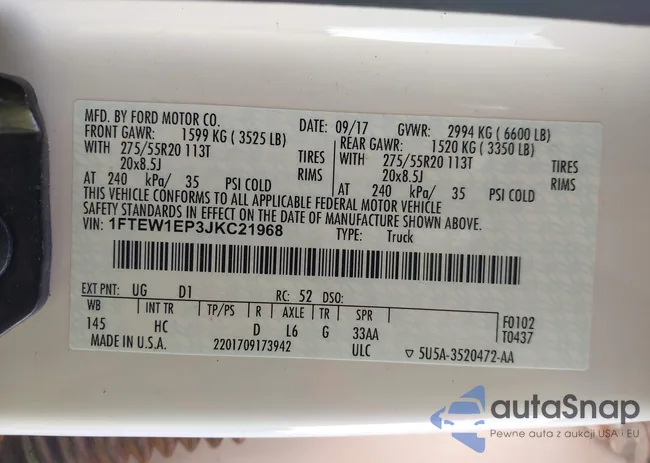 MFD. BY FORD MOTOR CO. DATE: 09/17 GVWR: 2994 KG ( 6600 LB)
FRONT GAWR: 1599 KG ( 3525 LB) REAR GAWR: 1520 KG ( 3350 LB)
WITH 275/55R20 113T TIRES WITH 275/55R20 113T TIRES
20x8.5J RIMS 20x8.5J RIMS
AT 240 kPa/ 35 PSI COLD AT 240 kPa/ 35 PSI COLD
THIS VEHICLE CONFORMS TO ALL APPLICABLE FEDERAL MOTOR VEHICLE
SAFETY STANDARDS IN EFFECT ON THE DATE OF MANUFACTURE SHOWN ABOVE.
VIN: 1FTEW1EP3JKC21968 TYPE: Truck
EXT PNT: UG D1 RC: 52 DSO:
WB INT TR TP/PS R AXLE TR SPR F0102
145 HC D L6 G 33AA T0437
MADE IN U.S.A. 2201709173942 ULC ▽ 5U5A-3520472-AA
autaSnap
Pewne auta z aukcji USA i EU